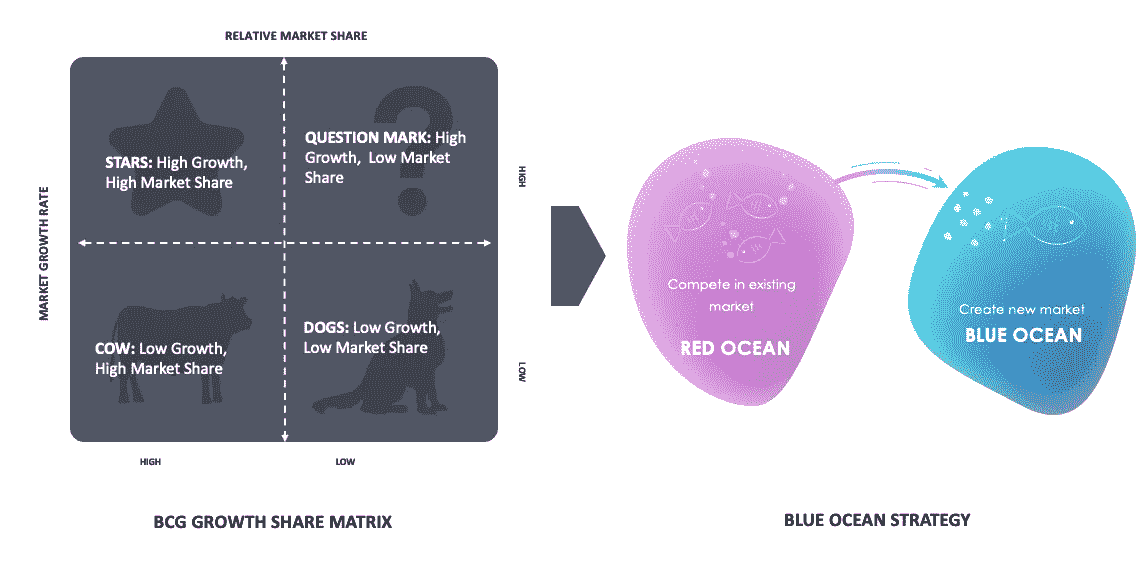 RELATIVE MARKET SHARE
MARKET GROWTH RATE
STARS: High Growth,
High Market Share
QUESTION MARK: High
Growth, Low Market
Share
HIGH
COW: Low Growth,
High Market Share
DOGS: Low Growth,
Low Market Share
LOW
HIGH
LOW
BCG GROWTH SHARE MATRIX
Compete in existing
market
RED OCEAN
Create new market
BLUE OCEAN
BLUE OCEAN STRATEGY